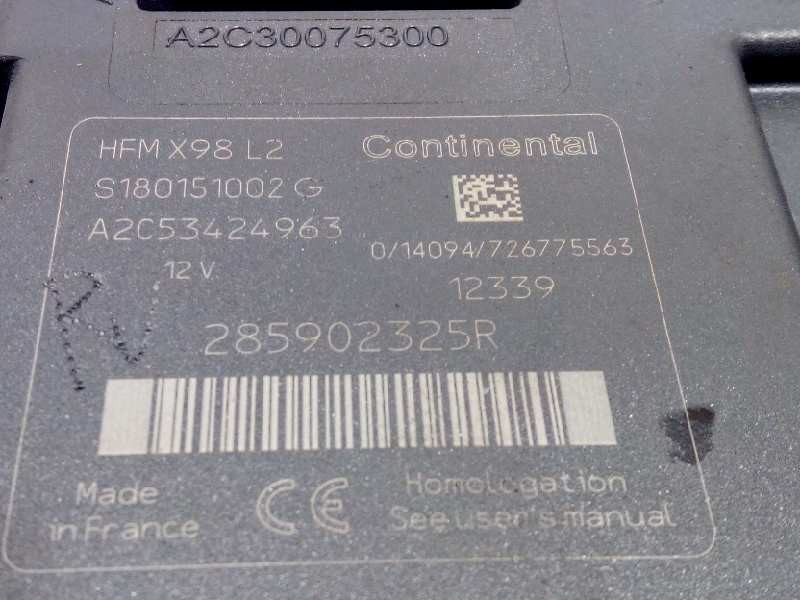 A2C30075300
HFM X98 L2
Continental
S180151002 G
A2C53424963
0/14094/726775563
12 V
12339
285902325R
Made
in France
CE
Homologation
See user's manual